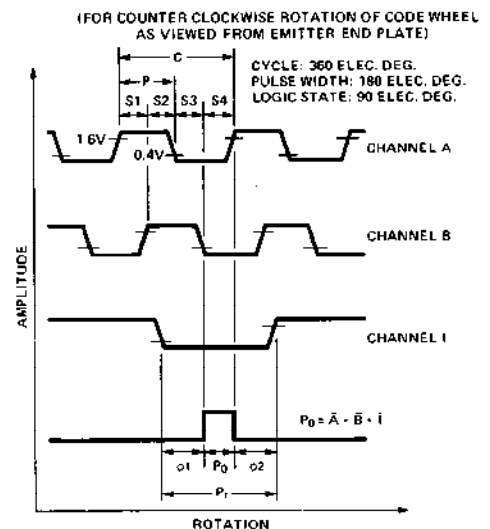 (FOR COUNTER CLOCKWISE ROTATION OF CODE WHEEL
AS VIEWED FROM EMITTER END PLATE)
C
CYCLE: 360 ELEC. DEG.
PULSE WIDTH: 180 ELEC. DEG.
LOGIC STATE: 90 ELEC. DEG.
P
S1 S2 S3 S4
1.6V
0.4V
CHANNEL A
CHANNEL B
AMPLITUDE
CHANNEL I
P₀ = Ā · B̄ · Ī
ø1 P₀ ø2
Pᵣ
ROTATION